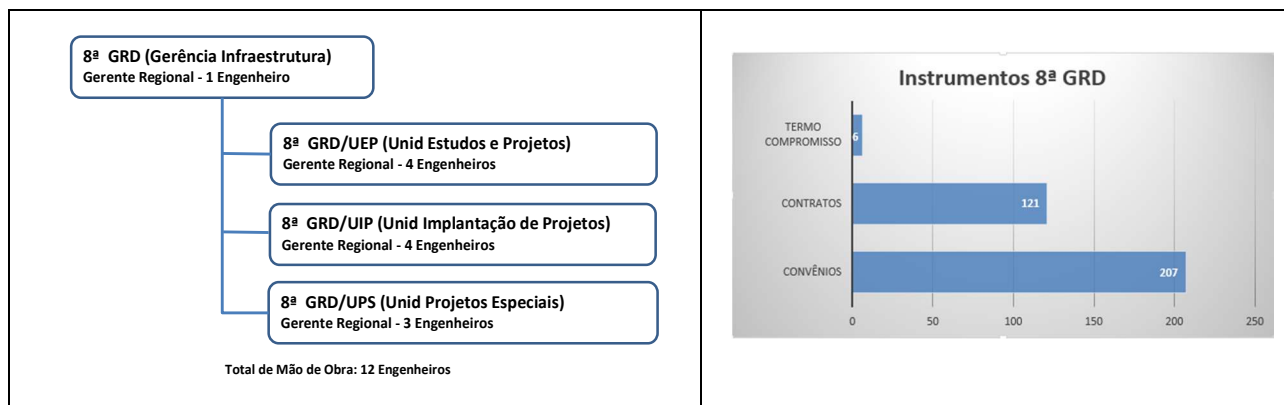 8ª GRD (Gerência Infraestrutura)
Gerente Regional - 1 Engenheiro
8ª GRD/UEP (Unid Estudos e Projetos)
Gerente Regional - 4 Engenheiros
8ª GRD/UIP (Unid Implantação de Projetos)
Gerente Regional - 4 Engenheiros
8ª GRD/UPS (Unid Projetos Especiais)
Gerente Regional - 3 Engenheiros
Total de Mão de Obra: 12 Engenheiros
Instrumentos 8ª GRD
TERMO
COMPROMISSO
6
CONTRATOS
121
CONVÊNIOS
207
0 50 100 150 200 250